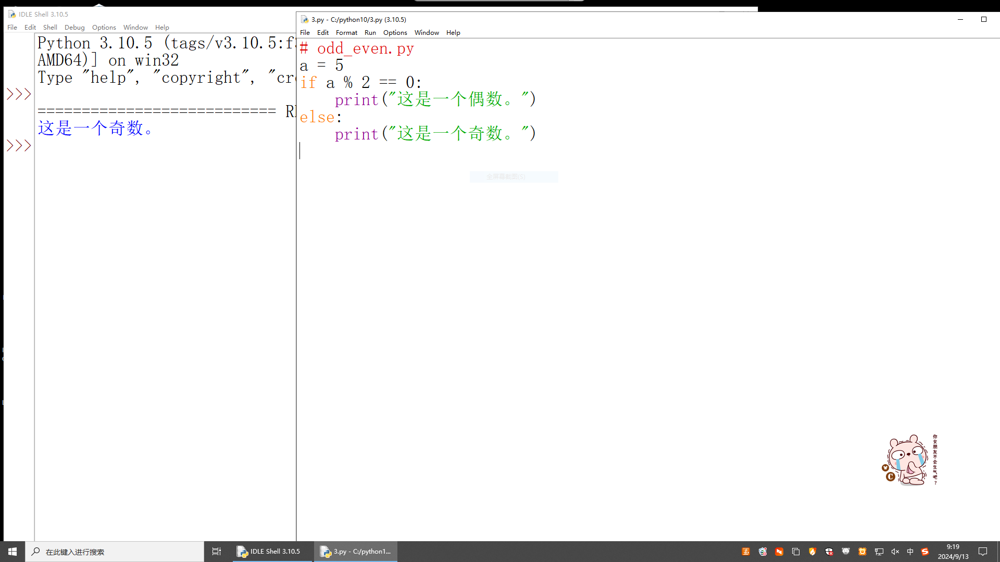 IDLE Shell 3.10.5
File Edit Shell Debug Options Window Help
Python 3.10.5 (tags/v3.10.5:f
AMD64)] on win32
Type "help", "copyright", "cr
>>>
=========================== R
这是一个奇数。
>>>
3.py - C:/python10/3.py (3.10.5)
File Edit Format Run Options Window Help
# odd_even.py
a = 5
if a % 2 == 0:
    print("这是一个偶数。")
else:
    print("这是一个奇数。")
全屏幕截图(S)
你女朋友不会生气吧?
C
在此键入进行搜索
IDLE Shell 3.10.5
3.py - C:/python1...
中
9:19
2024/9/13